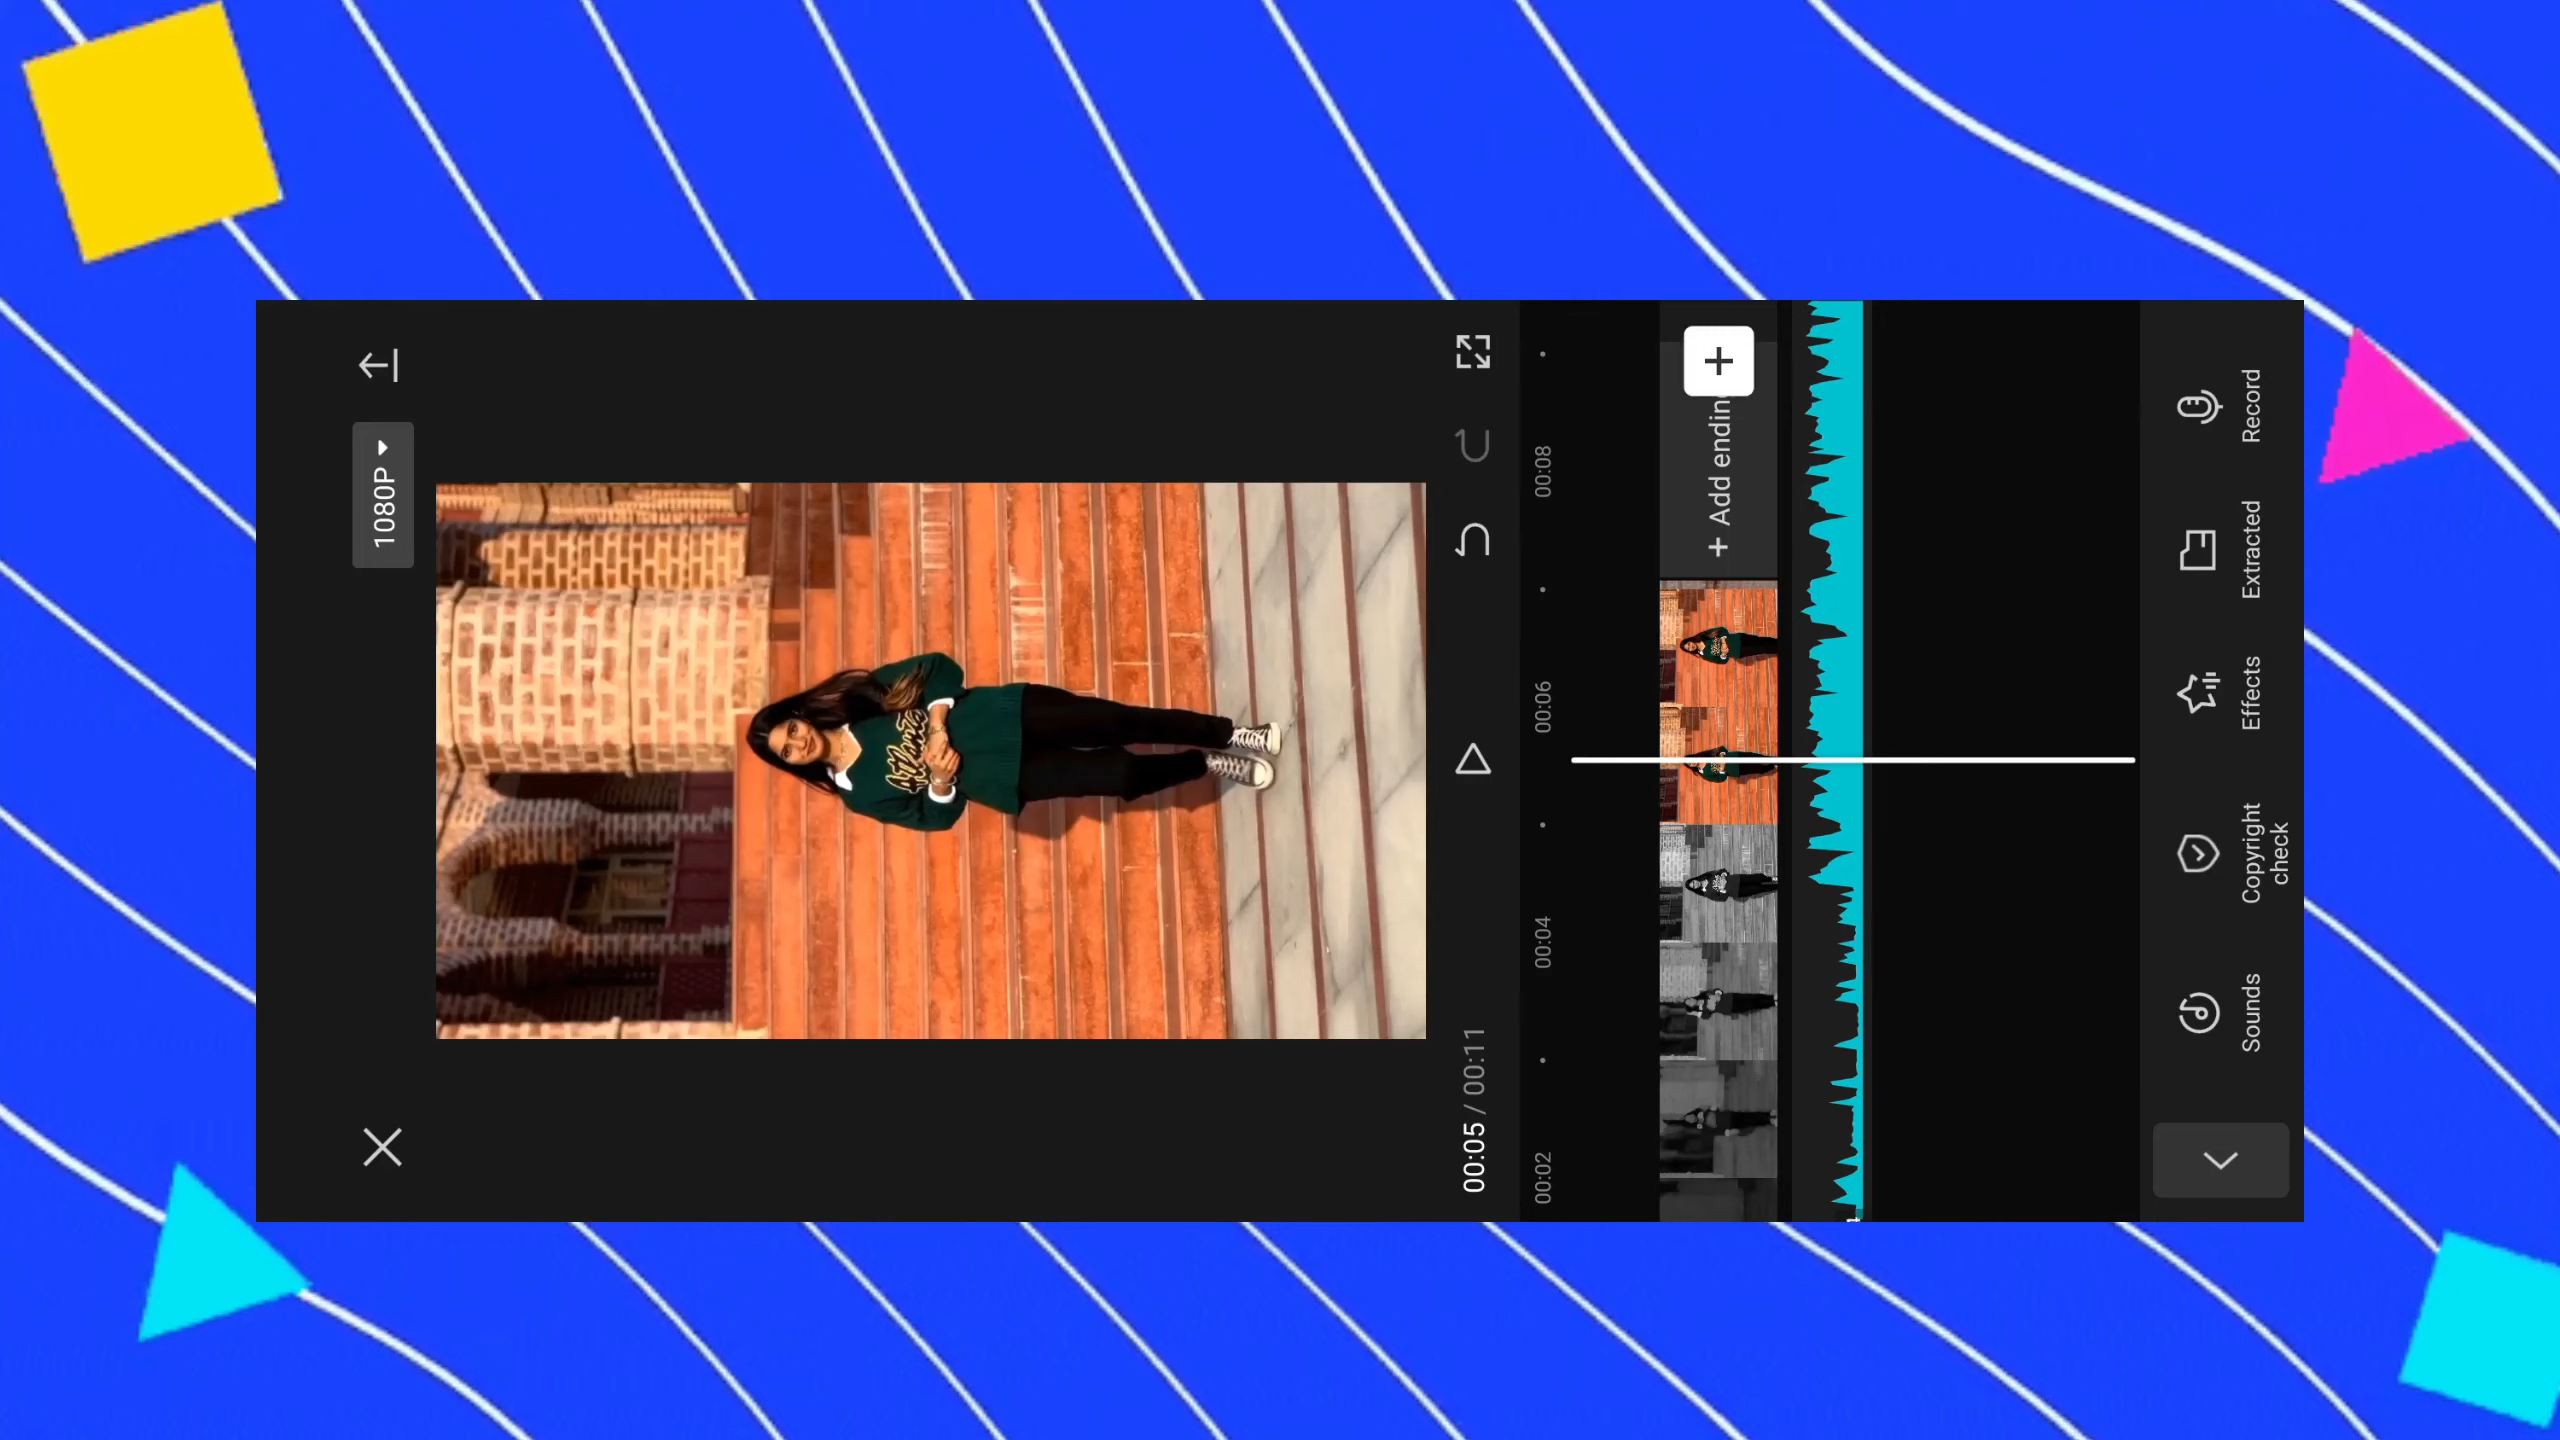 1080P
00:05 / 00:11
00:02
00:04
00:06
00:08
+ Add ending
Sounds
Copyright
check
Effects
Extracted
Record